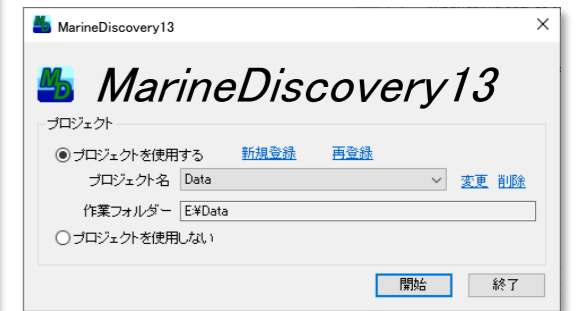 MarineDiscovery13
MD MarineDiscovery13
プロジェクト
プロジェクトを使用する 新規登録 再登録
プロジェクト名 Data 変更 削除
作業フォルダー E:¥Data
プロジェクトを使用しない
開始 終了